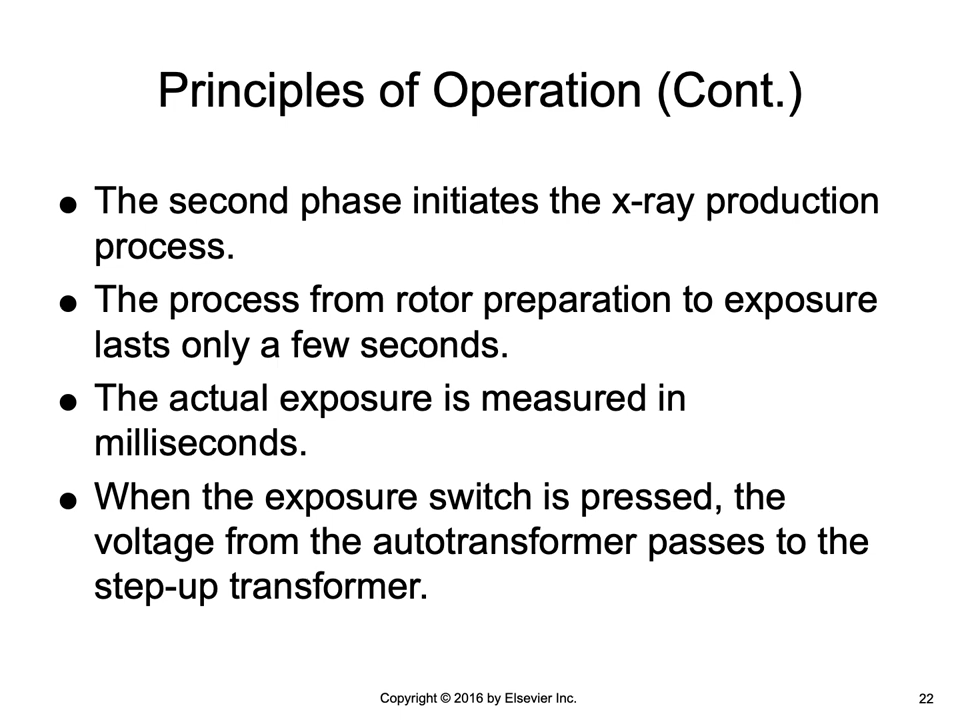 Principles of Operation (Cont.)
● The second phase initiates the x-ray production
process.
● The process from rotor preparation to exposure
lasts only a few seconds.
● The actual exposure is measured in
milliseconds.
● When the exposure switch is pressed, the
voltage from the autotransformer passes to the
step-up transformer.
Copyright © 2016 by Elsevier Inc.
22